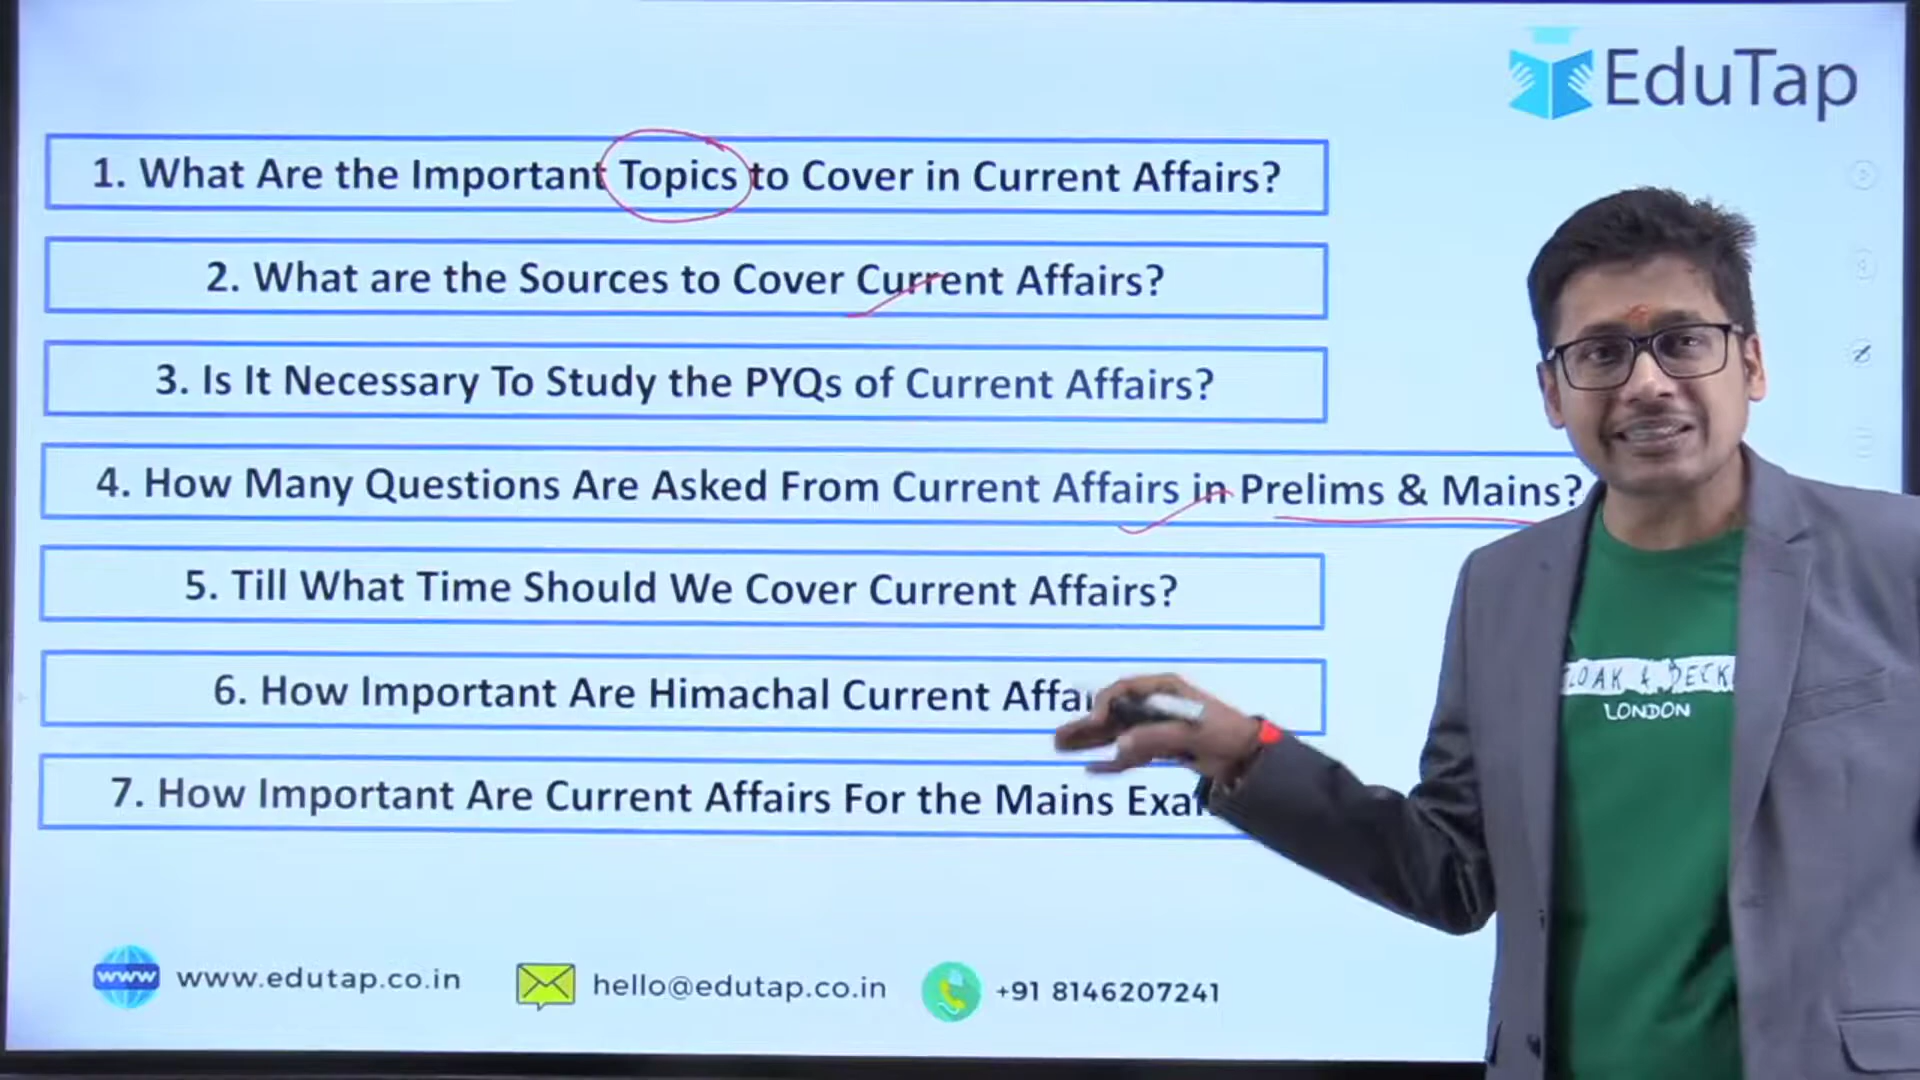 EduTap
1. What Are the Important Topics to Cover in Current Affairs?
2. What are the Sources to Cover Current Affairs?
3. Is It Necessary To Study the PYQs of Current Affairs?
4. How Many Questions Are Asked From Current Affairs in Prelims & Mains?
5. Till What Time Should We Cover Current Affairs?
6. How Important Are Himachal Current
7. How Important Are Current Affairs For the Mains
LONDON
www www.edutap.co.in
hello@edutap.co.in
+91 8146207241